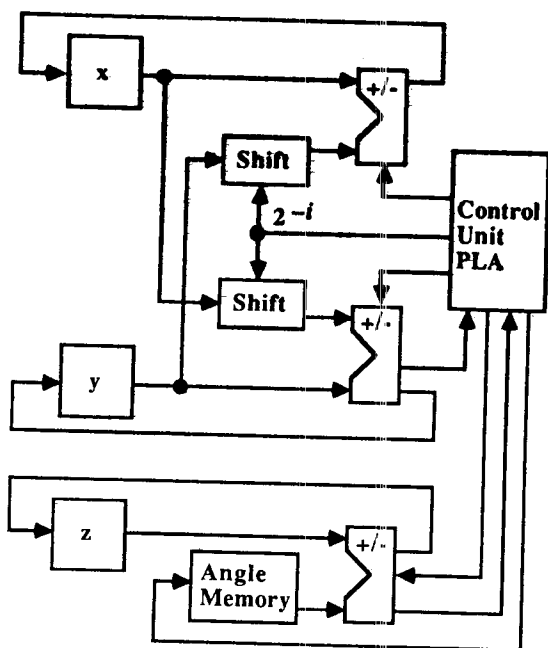 x
+/-
Shift
2⁻ⁱ
Control
Unit
PLA
Shift
+/-
y
z
+/-
Angle
Memory